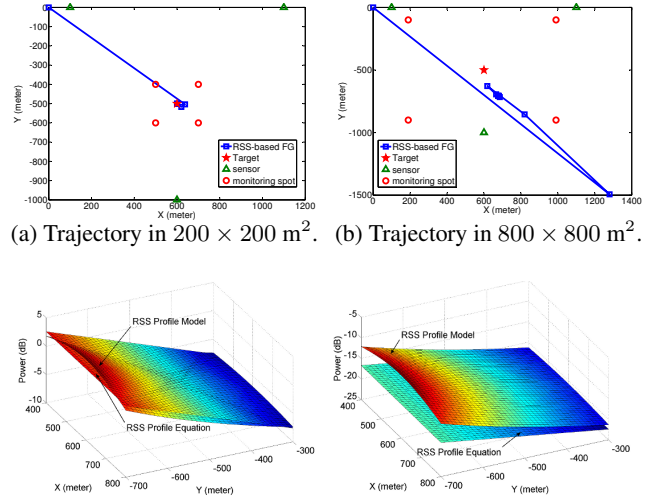 0
-100
-200
-300
-400
-500
-600
-700
-800
-900
-1000
0 200 400 600 800 1000 1200
X (meter)
Y (meter)
RSS-based FG
Target
sensor
monitoring spot
0
-500
-1000
-1500
0 200 400 600 800 1000 1200 1400
X (meter)
Y (meter)
RSS-based FG
Target
sensor
monitoring spot
(a) Trajectory in 200 × 200 m². (b) Trajectory in 800 × 800 m².
5
0
-5
-10
Power (dB)
RSS Profile Model
RSS Profile Equation
400
500
600
700
800
X (meter)
-700
-600
-500
-400
-300
Y (meter)
-5
-10
-15
-20
-25
Power (dB)
RSS Profile Model
RSS Profile Equation
400
500
600
700
800
X (meter)
-700
-600
-500
-400
-300
Y (meter)